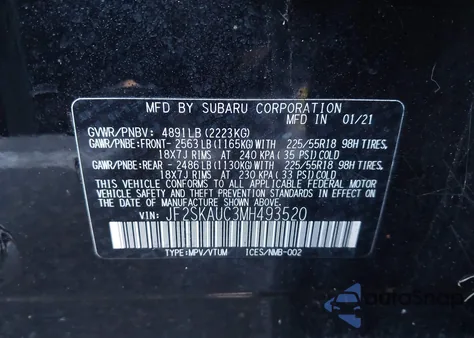 MFD BY SUBARU CORPORATION
MFD IN 01/21
GVWR/PNBV: 4891LB(2223KG)
GAWR/PNBE:FRONT- 2563LB(1165KG)WITH 225/55R18 98H TIRES,
18X7J RIMS AT 240 KPA(35 PSI)COLD
GAWR/PNBE:REAR - 2486LB(1130KG)WITH 225/55R18 98H TIRES,
18X7J RIMS AT 230 KPA(33 PSI)COLD
THIS VEHICLE CONFORMS TO ALL APPLICABLE FEDERAL MOTOR
VEHICLE SAFETY, BUMPER, AND THEFT PREVENTION STANDARDS
IN EFFECT ON THE DATE OF MANUFACTURE SHOWN ABOVE.
VIN: JF2SKAUC3MH493520
TYPE:MPV/VTUM ICES/NMB-002